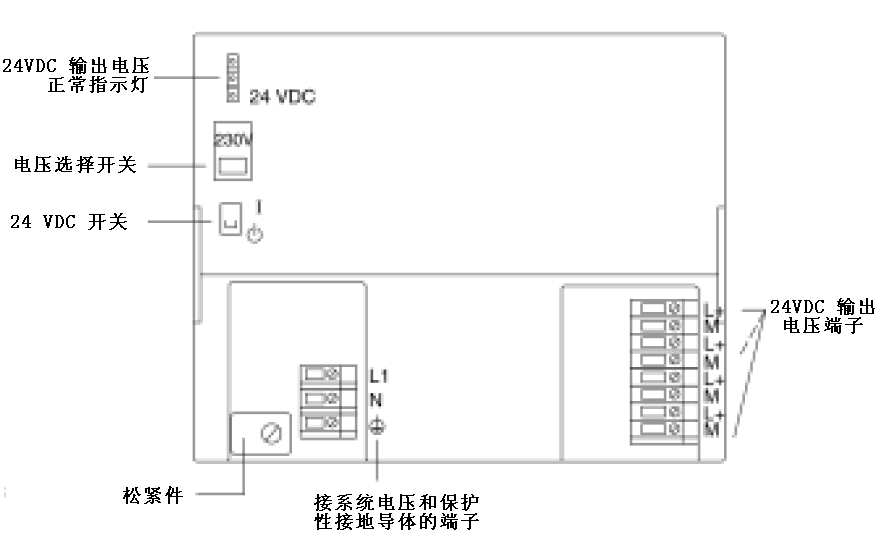 24VDC 输出电压
正常指示灯
24 VDC
230V
电压选择开关
24 VDC 开关
I
L+
M
L+
M
L+
M
L+
M
24VDC 输出
电压端子
L1
N
松紧件
接系统电压和保护
性接地导体的端子